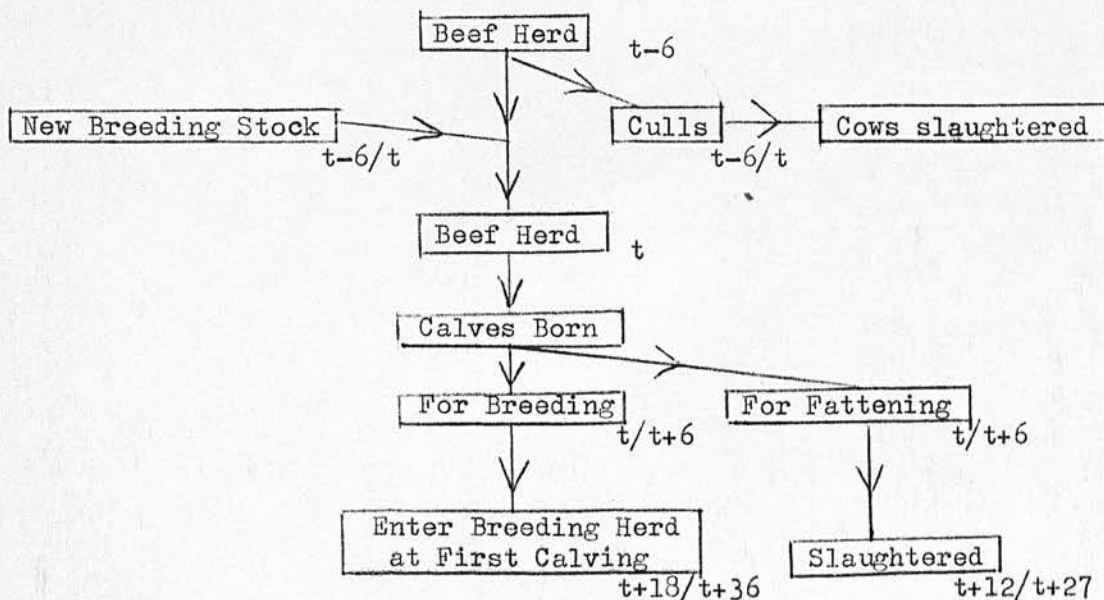 Beef Herd
t-6
New Breeding Stock
t-6/t
Culls
t-6/t
Cows slaughtered
Beef Herd
t
Calves Born
For Breeding
t/t+6
For Fattening
t/t+6
Enter Breeding Herd
at First Calving
t+18/t+36
Slaughtered
t+12/t+27